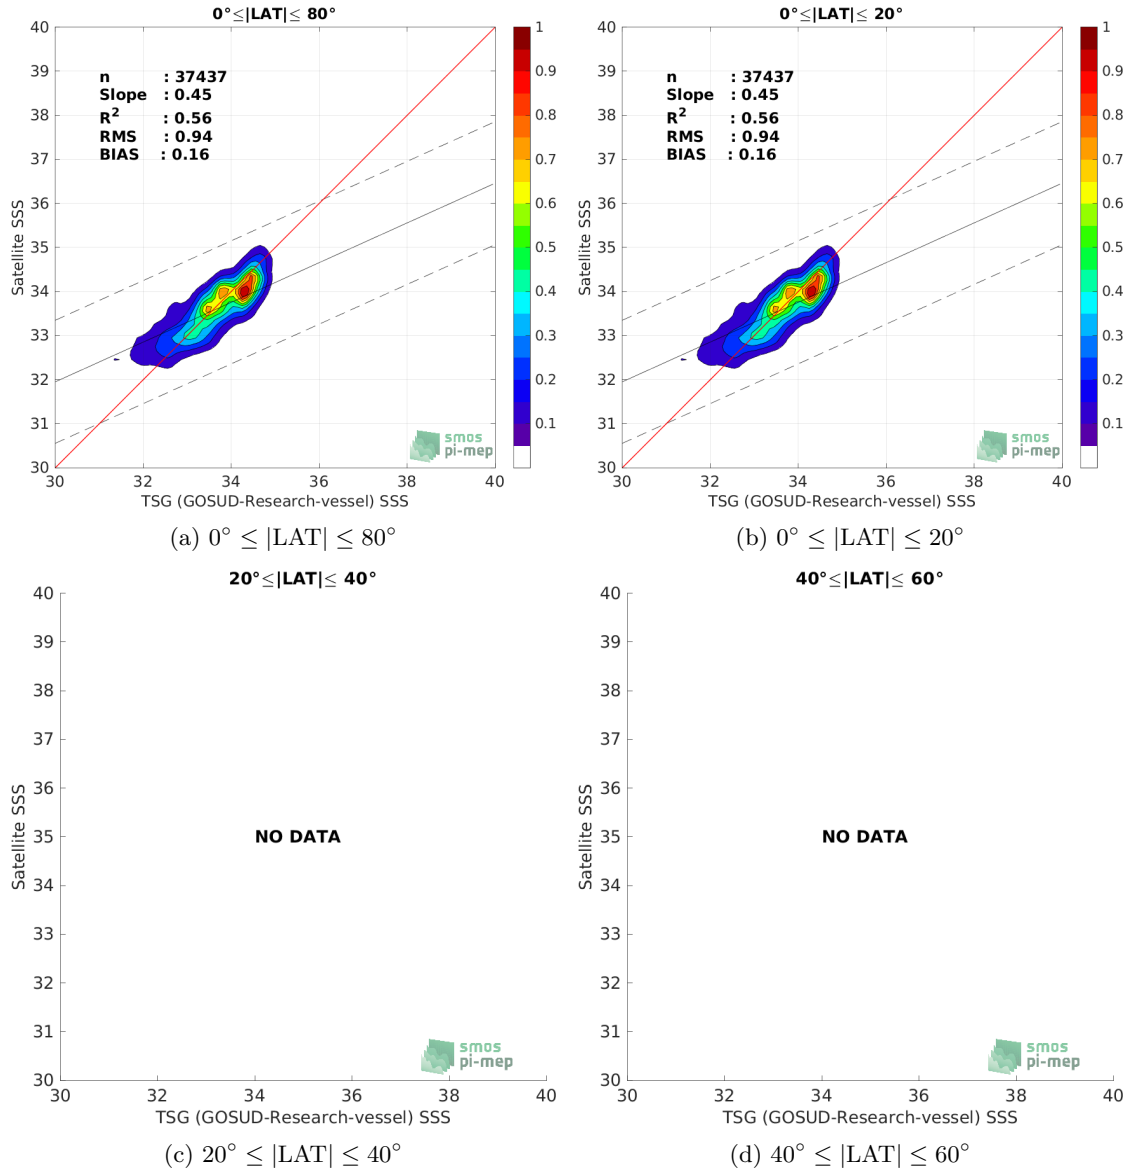 0°≤|LAT|≤ 80°
40
39
38
37
36
35
34
33
32
31
30
Satellite SSS
n : 37437
Slope : 0.45
R² : 0.56
RMS : 0.94
BIAS : 0.16
smos
pi-mep
30 32 34 36 38 40
TSG (GOSUD-Research-vessel) SSS
1
0.9
0.8
0.7
0.6
0.5
0.4
0.3
0.2
0.1
(a) 0° ≤ |LAT| ≤ 80°
0°≤|LAT|≤ 20°
40
39
38
37
36
35
34
33
32
31
30
Satellite SSS
n : 37437
Slope : 0.45
R² : 0.56
RMS : 0.94
BIAS : 0.16
smos
pi-mep
30 32 34 36 38 40
TSG (GOSUD-Research-vessel) SSS
1
0.9
0.8
0.7
0.6
0.5
0.4
0.3
0.2
0.1
(b) 0° ≤ |LAT| ≤ 20°
20°≤|LAT|≤ 40°
40
39
38
37
36
35
34
33
32
31
30
Satellite SSS
NO DATA
smos
pi-mep
30 32 34 36 38 40
TSG (GOSUD-Research-vessel) SSS
(c) 20° ≤ |LAT| ≤ 40°
40°≤|LAT|≤ 60°
40
39
38
37
36
35
34
33
32
31
30
Satellite SSS
NO DATA
smos
pi-mep
30 32 34 36 38 40
TSG (GOSUD-Research-vessel) SSS
(d) 40° ≤ |LAT| ≤ 60°